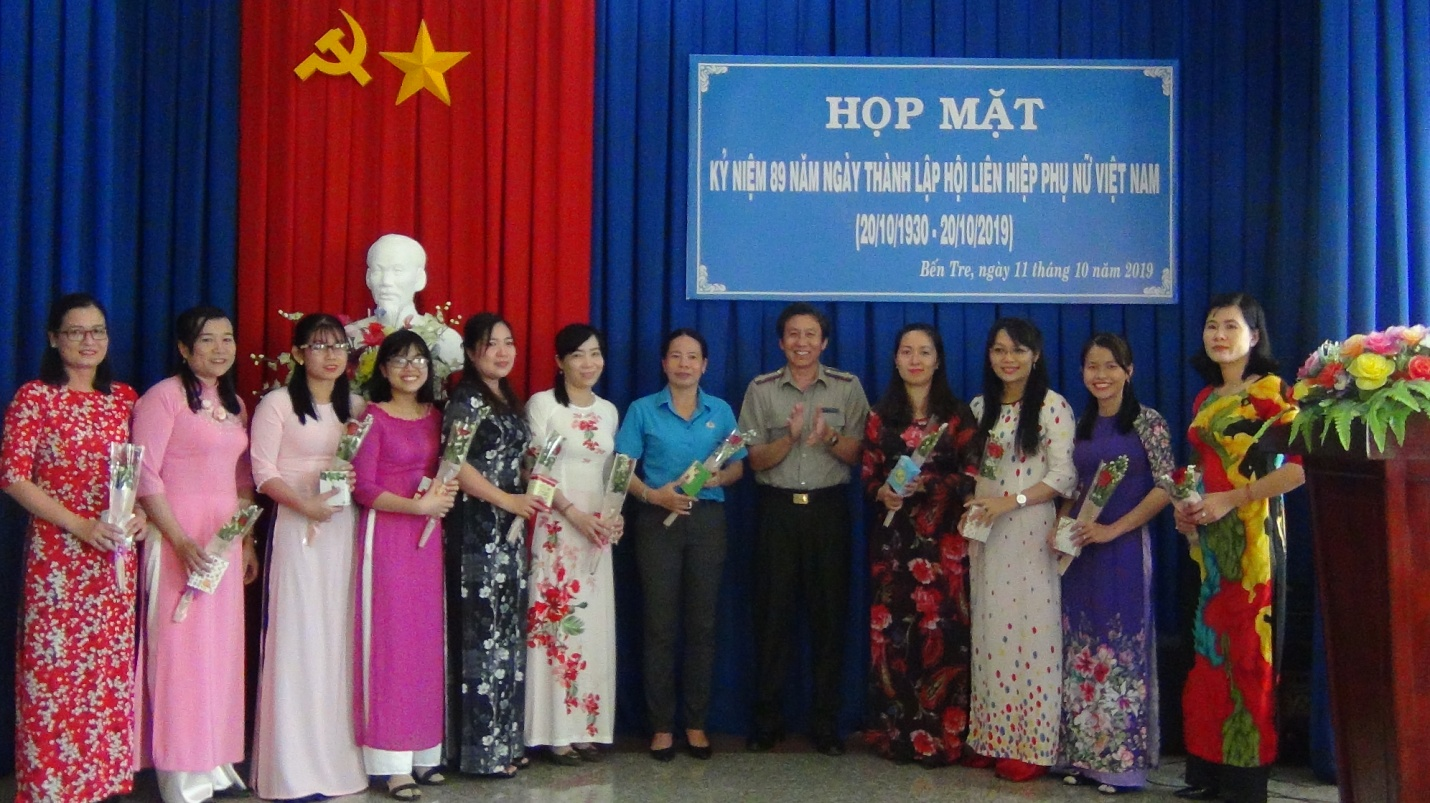 HỌP MẶT
KỶ NIỆM 89 NĂM NGÀY THÀNH LẬP HỘI LIÊN HIỆP PHỤ NỮ VIỆT NAM
(20/10/1930 - 20/10/2019)
Bến Tre, ngày 11 tháng 10 năm 2019